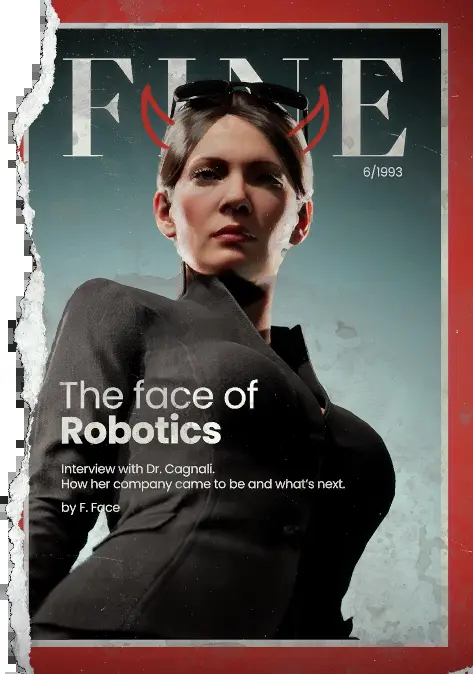 FINE
6/1993
The face of
Robotics
Interview with Dr. Cagnali.
How her company came to be and what's next.
by F. Face